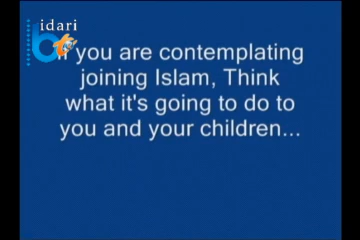 idari
If you are contemplating
joining Islam, Think
what it's going to do to
you and your children...